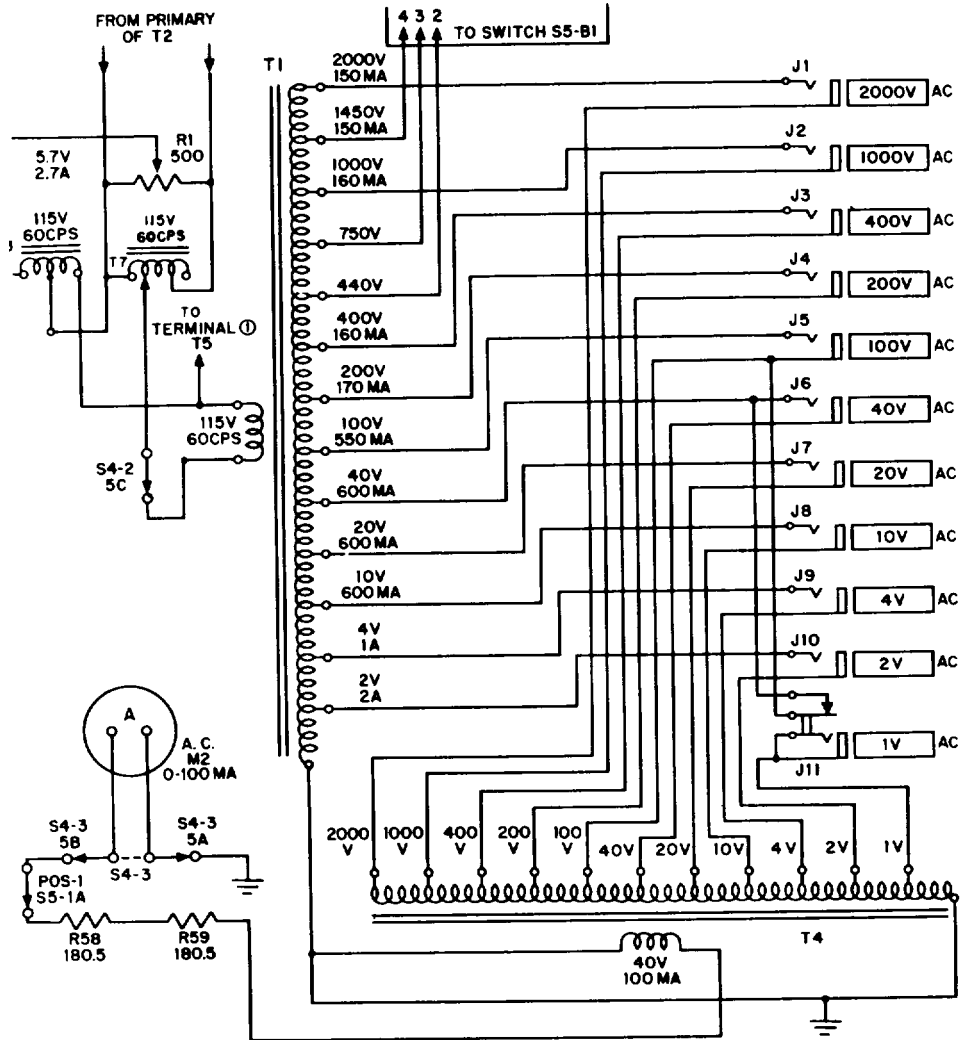 FROM PRIMARY
OF T2
4 3 2
TO SWITCH S5-B1
T1
2000V
150 MA
1450V
150 MA
1000V
160 MA
750V
440V
400V
160 MA
200V
170 MA
100V
550 MA
40V
600 MA
20V
600 MA
10V
600 MA
4V
1A
2V
2A
5.7V
2.7A
R1
500
115V
60CPS
115V
60CPS
T7
TO
TERMINAL ①
T5
115V
60CPS
S4-2
5C
J1
2000V AC
J2
1000V AC
J3
400V AC
J4
200V AC
J5
100V AC
J6
40V AC
J7
20V AC
J8
10V AC
J9
4V AC
J10
2V AC
J11
1V AC
A
A. C.
M2
0-100 MA
S4-3
5B
S4-3
5A
S4-3
POS-1
S5-1A
R58
180.5
R59
180.5
2000
V
1000
V
400
V
200
V
100
V
40V
20V
10V
4V
2V
1V
T4
40V
100 MA